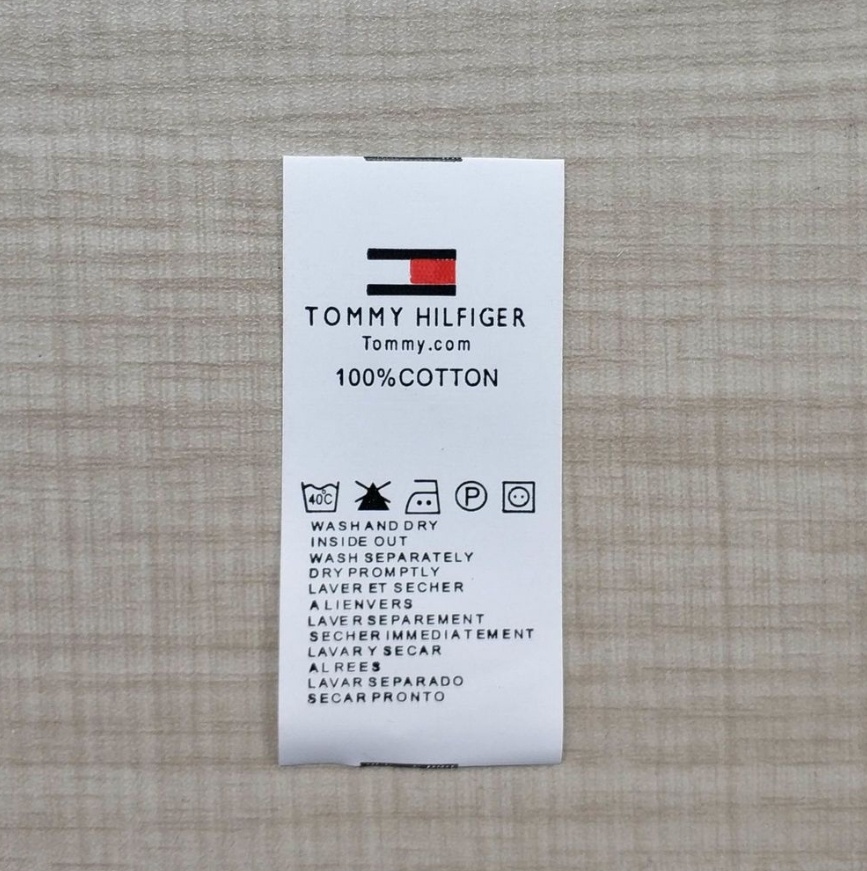 TOMMY HILFIGER
Tommy.com
100%COTTON
40°C P
WASH AND DRY
INSIDE OUT
WASH SEPARATELY
DRY PROMPTLY
LAVER ET SECHER
A LIENVERS
LAVER SEPAREMENT
SECHER IMMEDIATEMENT
LAVAR Y SECAR
AL REES
LAVAR SEPARADO
SECAR PRONTO